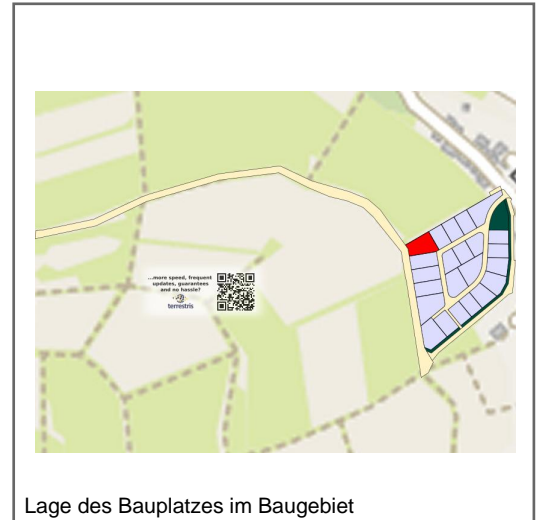 ...more speed, frequent
updates, guarantees
and no hassle?
terrestris
Lage des Bauplatzes im Baugebiet